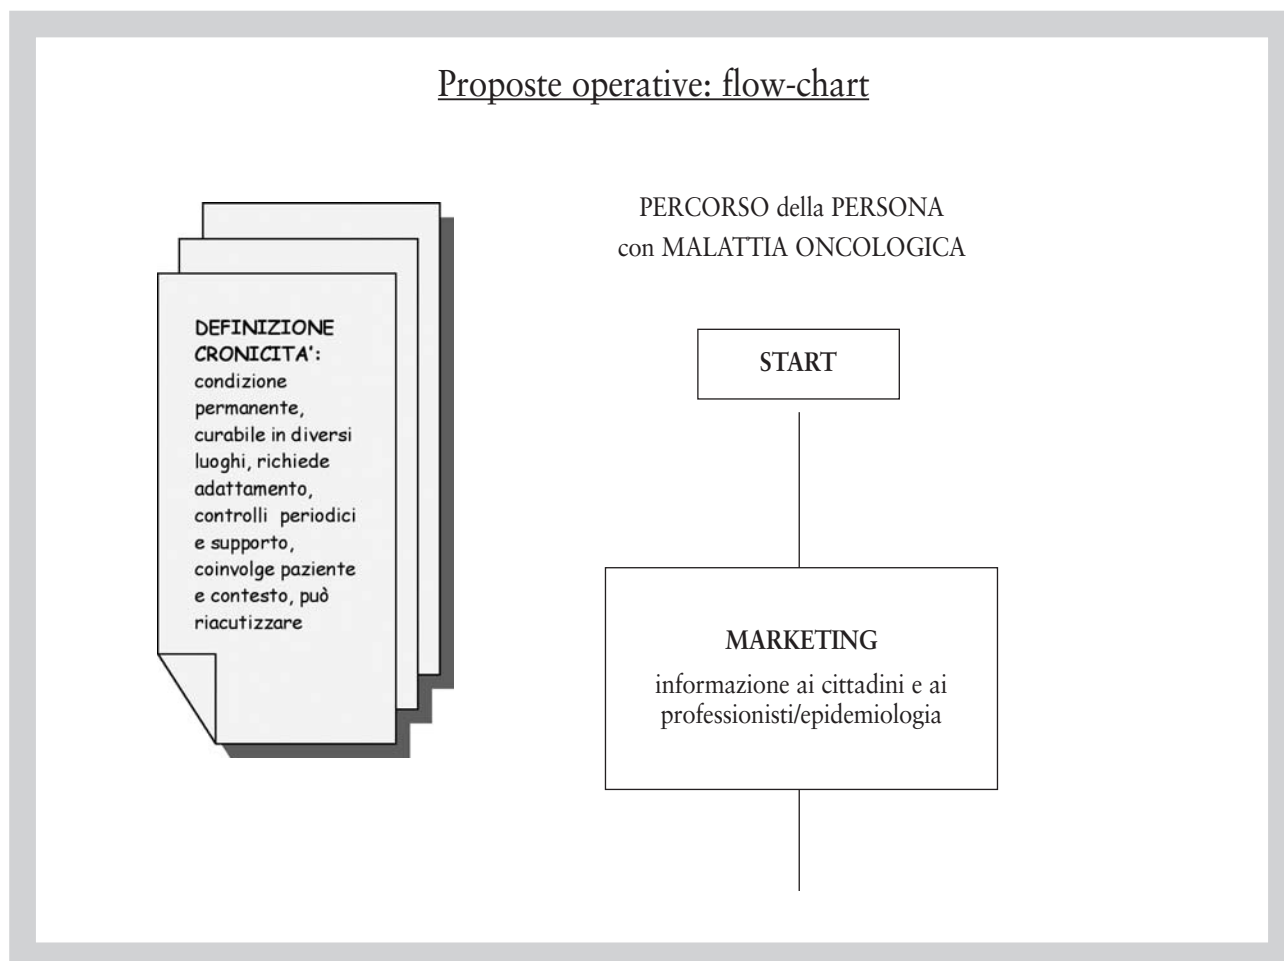 Proposte operative: flow-chart
DEFINIZIONE
CRONICITA':
condizione
permanente,
curabile in diversi
luoghi, richiede
adattamento,
controlli periodici
e supporto,
coinvolge paziente
e contesto, può
riacutizzare
PERCORSO della PERSONA
con MALATTIA ONCOLOGICA
START
MARKETING
informazione ai cittadini e ai
professionisti/epidemiologia